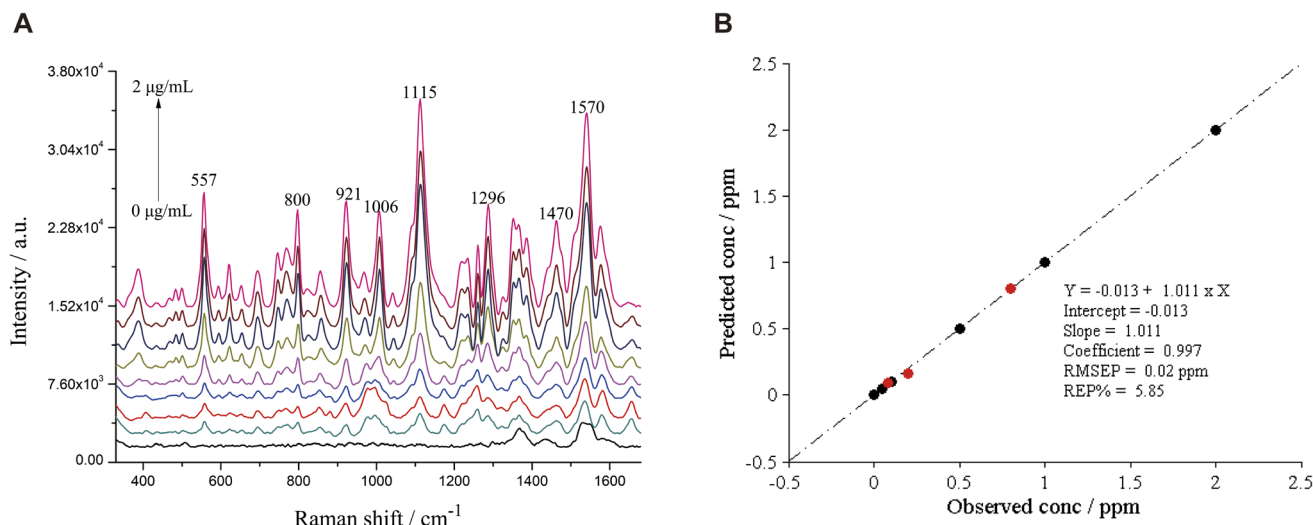 A
3.80x10⁴
3.04x10⁴
2.28x10⁴
1.52x10⁴
7.60x10³
0.00
Intensity / a.u.
2 μg/mL
0 μg/mL
557
800
921
1006
1115
1296
1470
1570
400 600 800 1000 1200 1400 1600
Raman shift / cm⁻¹
B
2.5
2
1.5
1
0.5
0
-0.5
Predicted conc / ppm
Y = -0.013 + 1.011 x X
Intercept = -0.013
Slope = 1.011
Coefficient = 0.997
RMSEP = 0.02 ppm
REP% = 5.85
-0.5 0 0.5 1 1.5 2 2.5
Observed conc / ppm